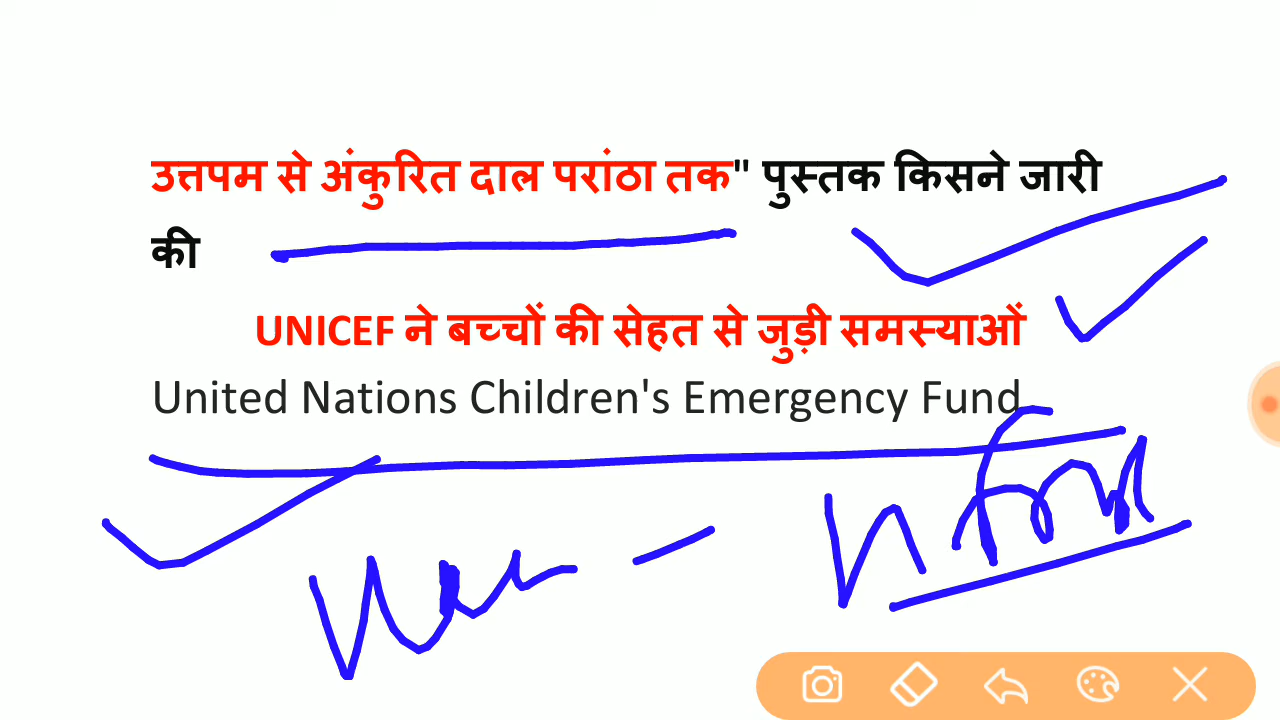 उत्तपम से अंकुरित दाल परांठा तक" पुस्तक किसने जारी
की
UNICEF ने बच्चों की सेहत से जुड़ी समस्याओं
United Nations Children's Emergency Fund